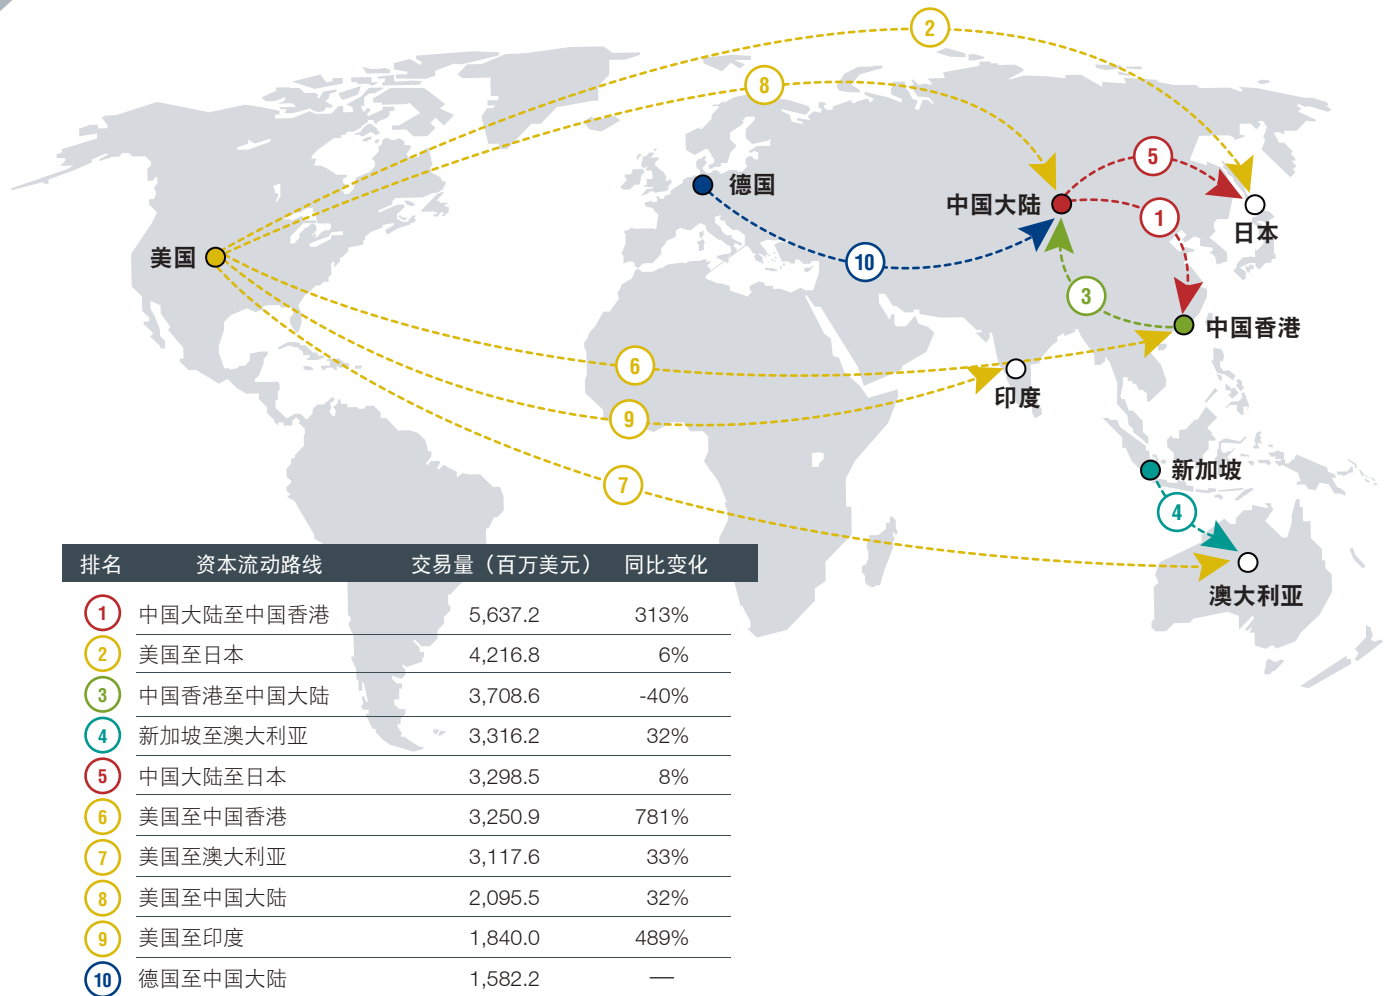 2
8
5
德国
中国大陆
1
日本
美国
10
3
中国香港
6
印度
9
新加坡
7
4
澳大利亚
排名 资本流动路线 交易量（百万美元） 同比变化
1 中国大陆至中国香港 5,637.2 313%
2 美国至日本 4,216.8 6%
3 中国香港至中国大陆 3,708.6 -40%
4 新加坡至澳大利亚 3,316.2 32%
5 中国大陆至日本 3,298.5 8%
6 美国至中国香港 3,250.9 781%
7 美国至澳大利亚 3,117.6 33%
8 美国至中国大陆 2,095.5 32%
9 美国至印度 1,840.0 489%
10 德国至中国大陆 1,582.2 —